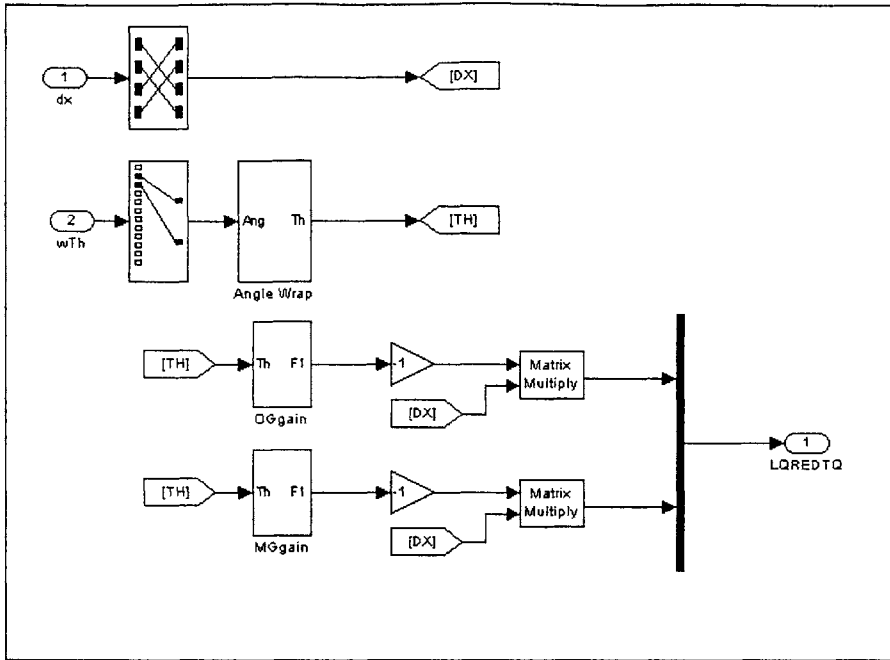 1
dx
[DX]
2
wTh
Ang Th
Angle Wrap
[TH]
[TH]
Th F1
OGgain
-1
[DX]
Matrix
Multiply
1
LQREDTQ
[TH]
Th F1
MGgain
-1
[DX]
Matrix
Multiply